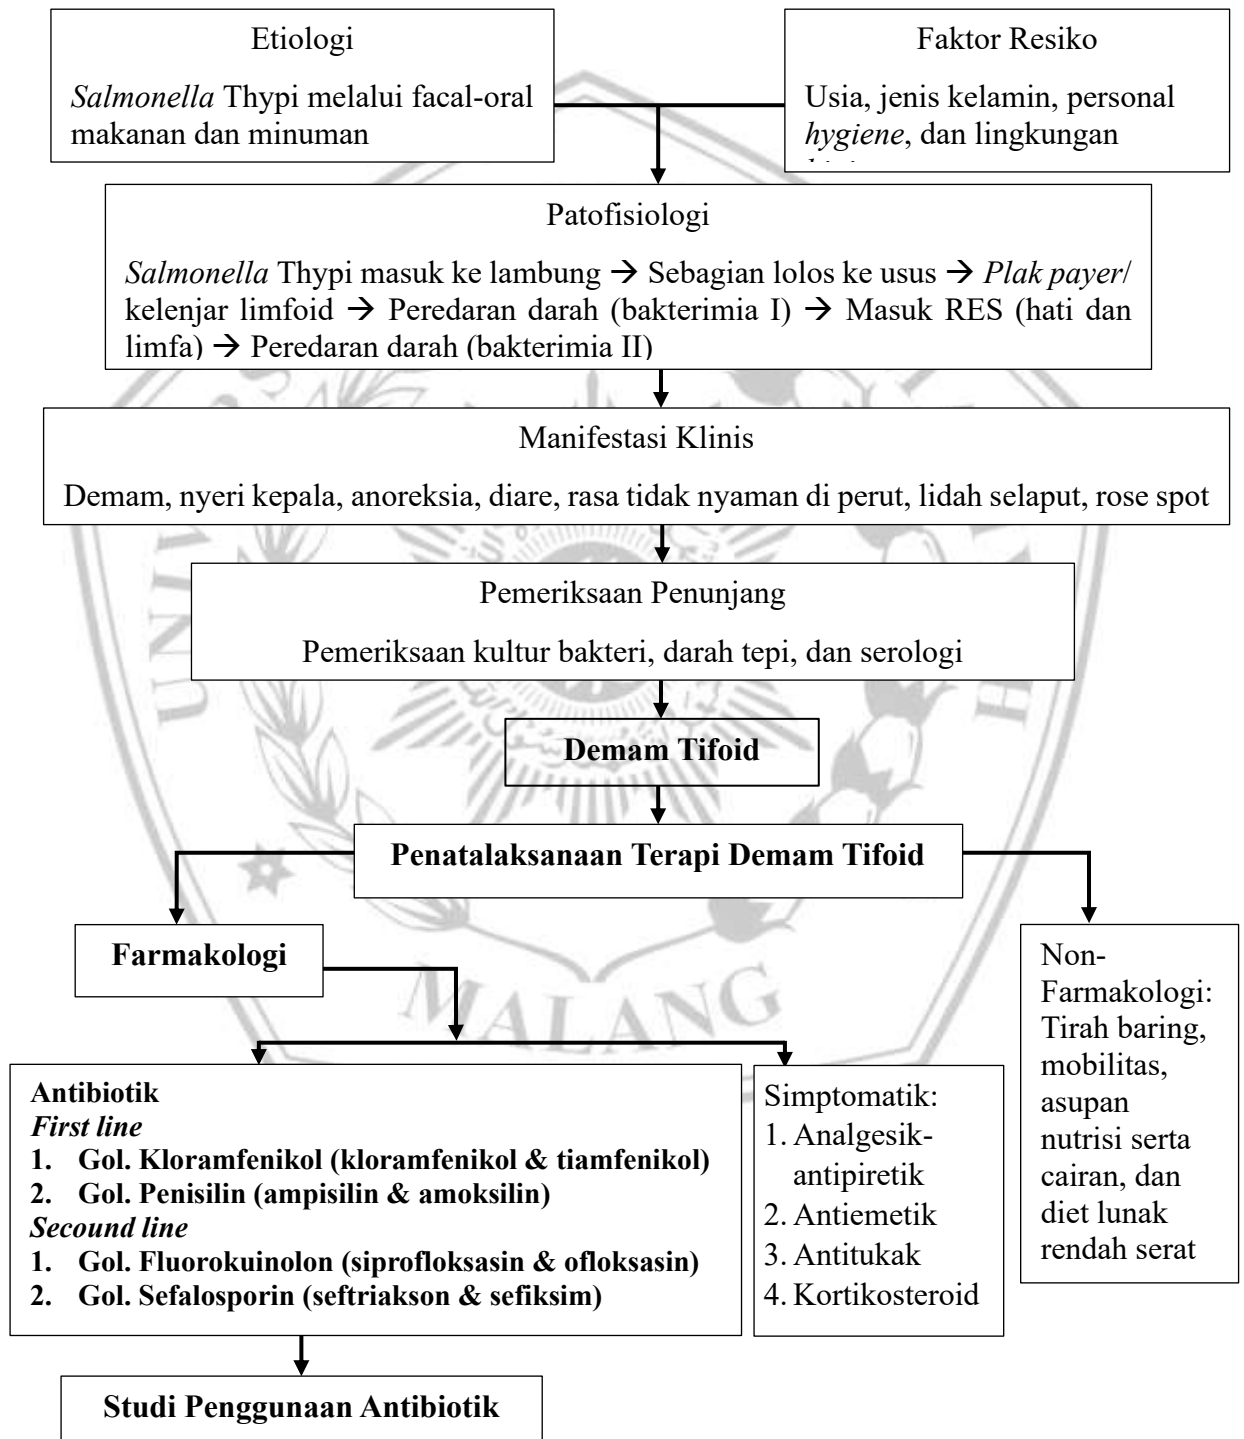 Etiologi
Salmonella Thypi melalui facal-oral
makanan dan minuman
Faktor Resiko
Usia, jenis kelamin, personal
hygiene, dan lingkungan
Patofisiologi
Salmonella Thypi masuk ke lambung → Sebagian lolos ke usus → Plak payer/
kelenjar limfoid → Peredaran darah (bakterimia I) → Masuk RES (hati dan
limfa) → Peredaran darah (bakterimia II)
Manifestasi Klinis
Demam, nyeri kepala, anoreksia, diare, rasa tidak nyaman di perut, lidah selaput, rose spot
Pemeriksaan Penunjang
Pemeriksaan kultur bakteri, darah tepi, dan serologi
Demam Tifoid
Penatalaksanaan Terapi Demam Tifoid
Farmakologi
Non-
Farmakologi:
Tirah baring,
mobilitas,
asupan
nutrisi serta
cairan, dan
diet lunak
rendah serat
MALANG
Antibiotik
First line
1. Gol. Kloramfenikol (kloramfenikol & tiamfenikol)
2. Gol. Penisilin (ampisilin & amoksilin)
Secound line
1. Gol. Fluorokuinolon (siprofloksasin & ofloksasin)
2. Gol. Sefalosporin (seftriakson & sefiksim)
Simptomatik:
1. Analgesik-
antipiretik
2. Antiemetik
3. Antitukak
4. Kortikosteroid
Studi Penggunaan Antibiotik